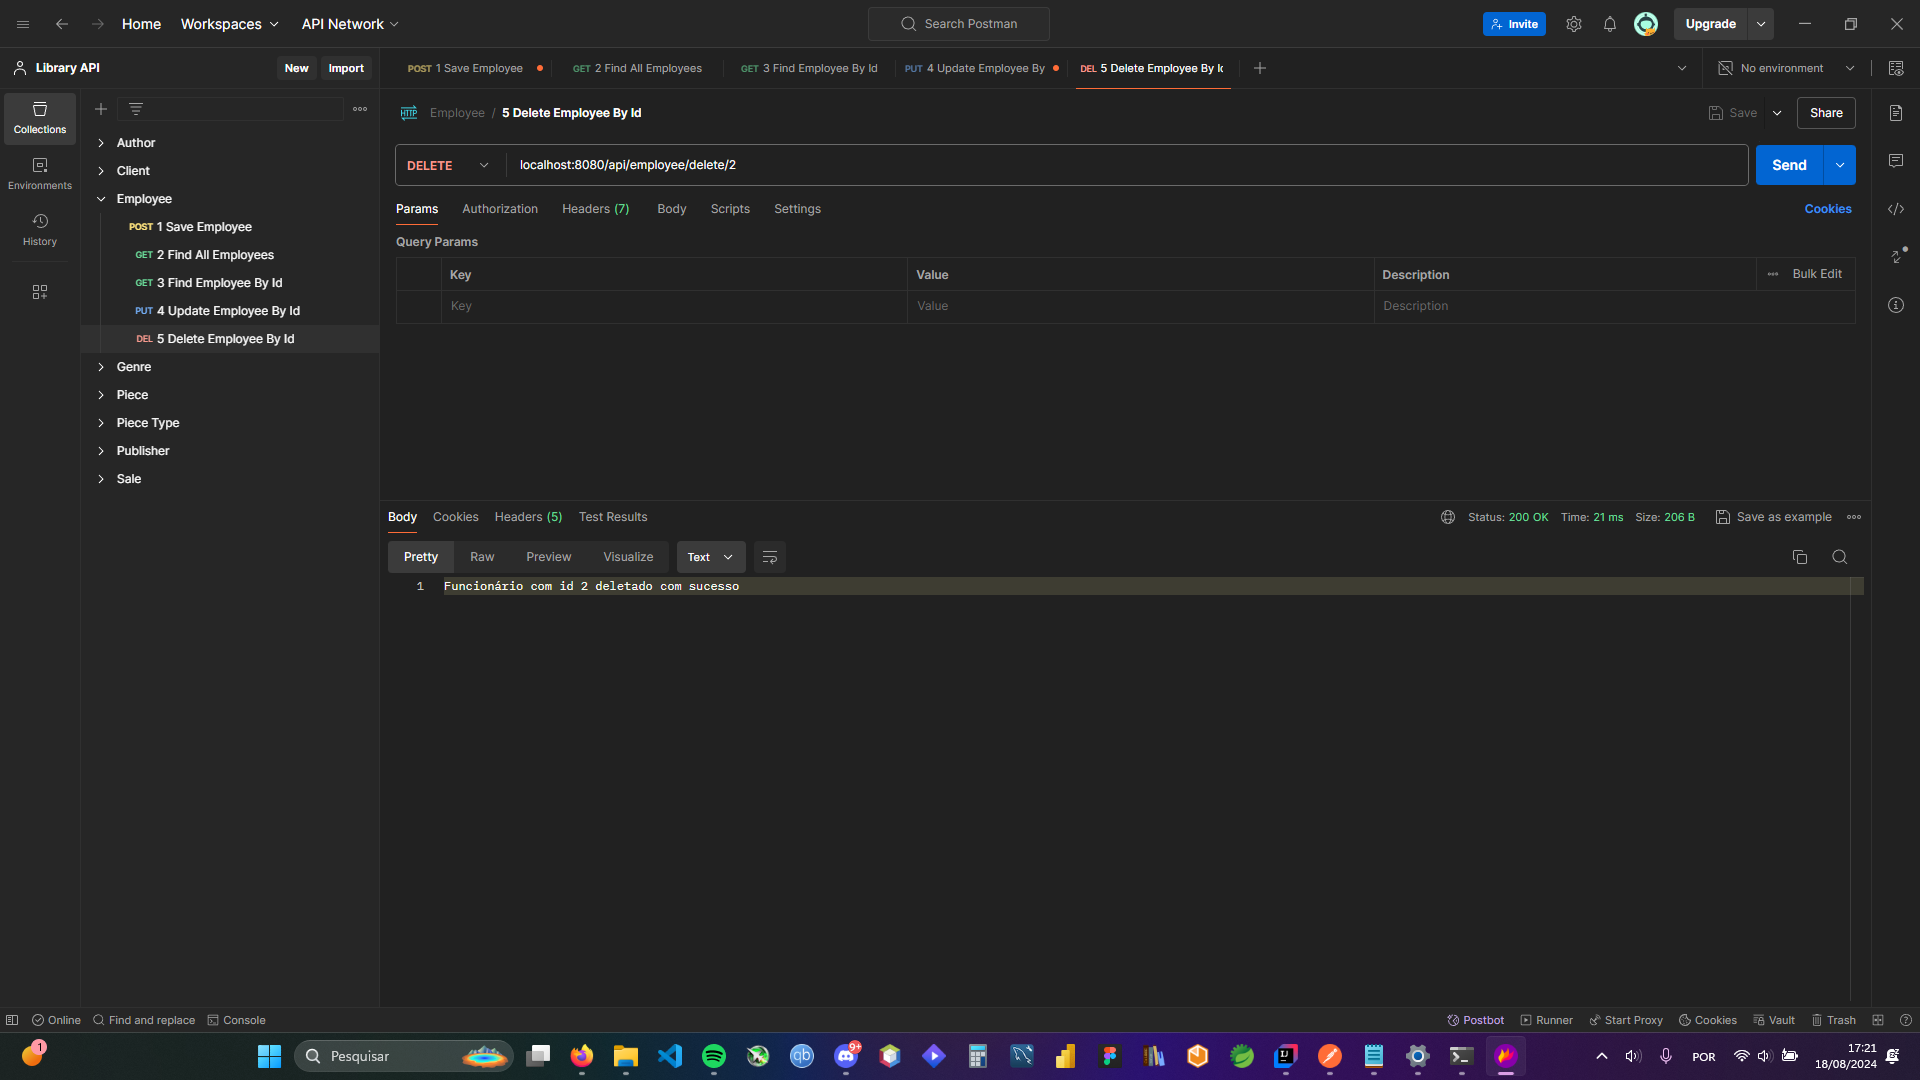 Home Workspaces API Network Search Postman Invite Upgrade
Library API New Import
POST 1 Save Employee GET 2 Find All Employees GET 3 Find Employee By Id PUT 4 Update Employee By DEL 5 Delete Employee By Id No environment
Collections
Environments
History
Author
Client
Employee
POST 1 Save Employee
GET 2 Find All Employees
GET 3 Find Employee By Id
PUT 4 Update Employee By Id
DEL 5 Delete Employee By Id
Genre
Piece
Piece Type
Publisher
Sale
HTTP Employee / 5 Delete Employee By Id Save Share
DELETE localhost:8080/api/employee/delete/2 Send
Params Authorization Headers (7) Body Scripts Settings Cookies
Query Params
Key Value Description Bulk Edit
Key Value Description
Body Cookies Headers (5) Test Results Status: 200 OK Time: 21 ms Size: 206 B Save as example
Pretty Raw Preview Visualize Text
1 Funcionário com id 2 deletado com sucesso
Online Find and replace Console Postbot Runner Start Proxy Cookies Vault Trash
1 Pesquisar qb 9+ IJ POR 17:21
18/08/2024